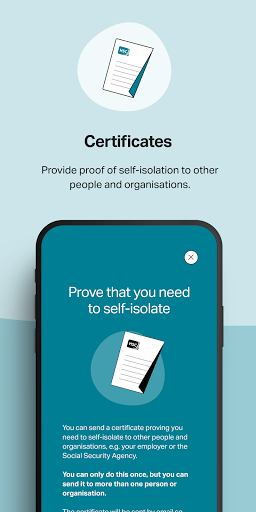 HSC
Certificates
Provide proof of self-isolation to other
people and organisations.
Prove that you need
to self-isolate
HSC
You can send a certificate proving you
need to self-isolate to other people and
organisations, e.g. your employer or the
Social Security Agency.
You can only do this once, but you can
send it to more than one person or
organisation.
The certificate will be sent by email so